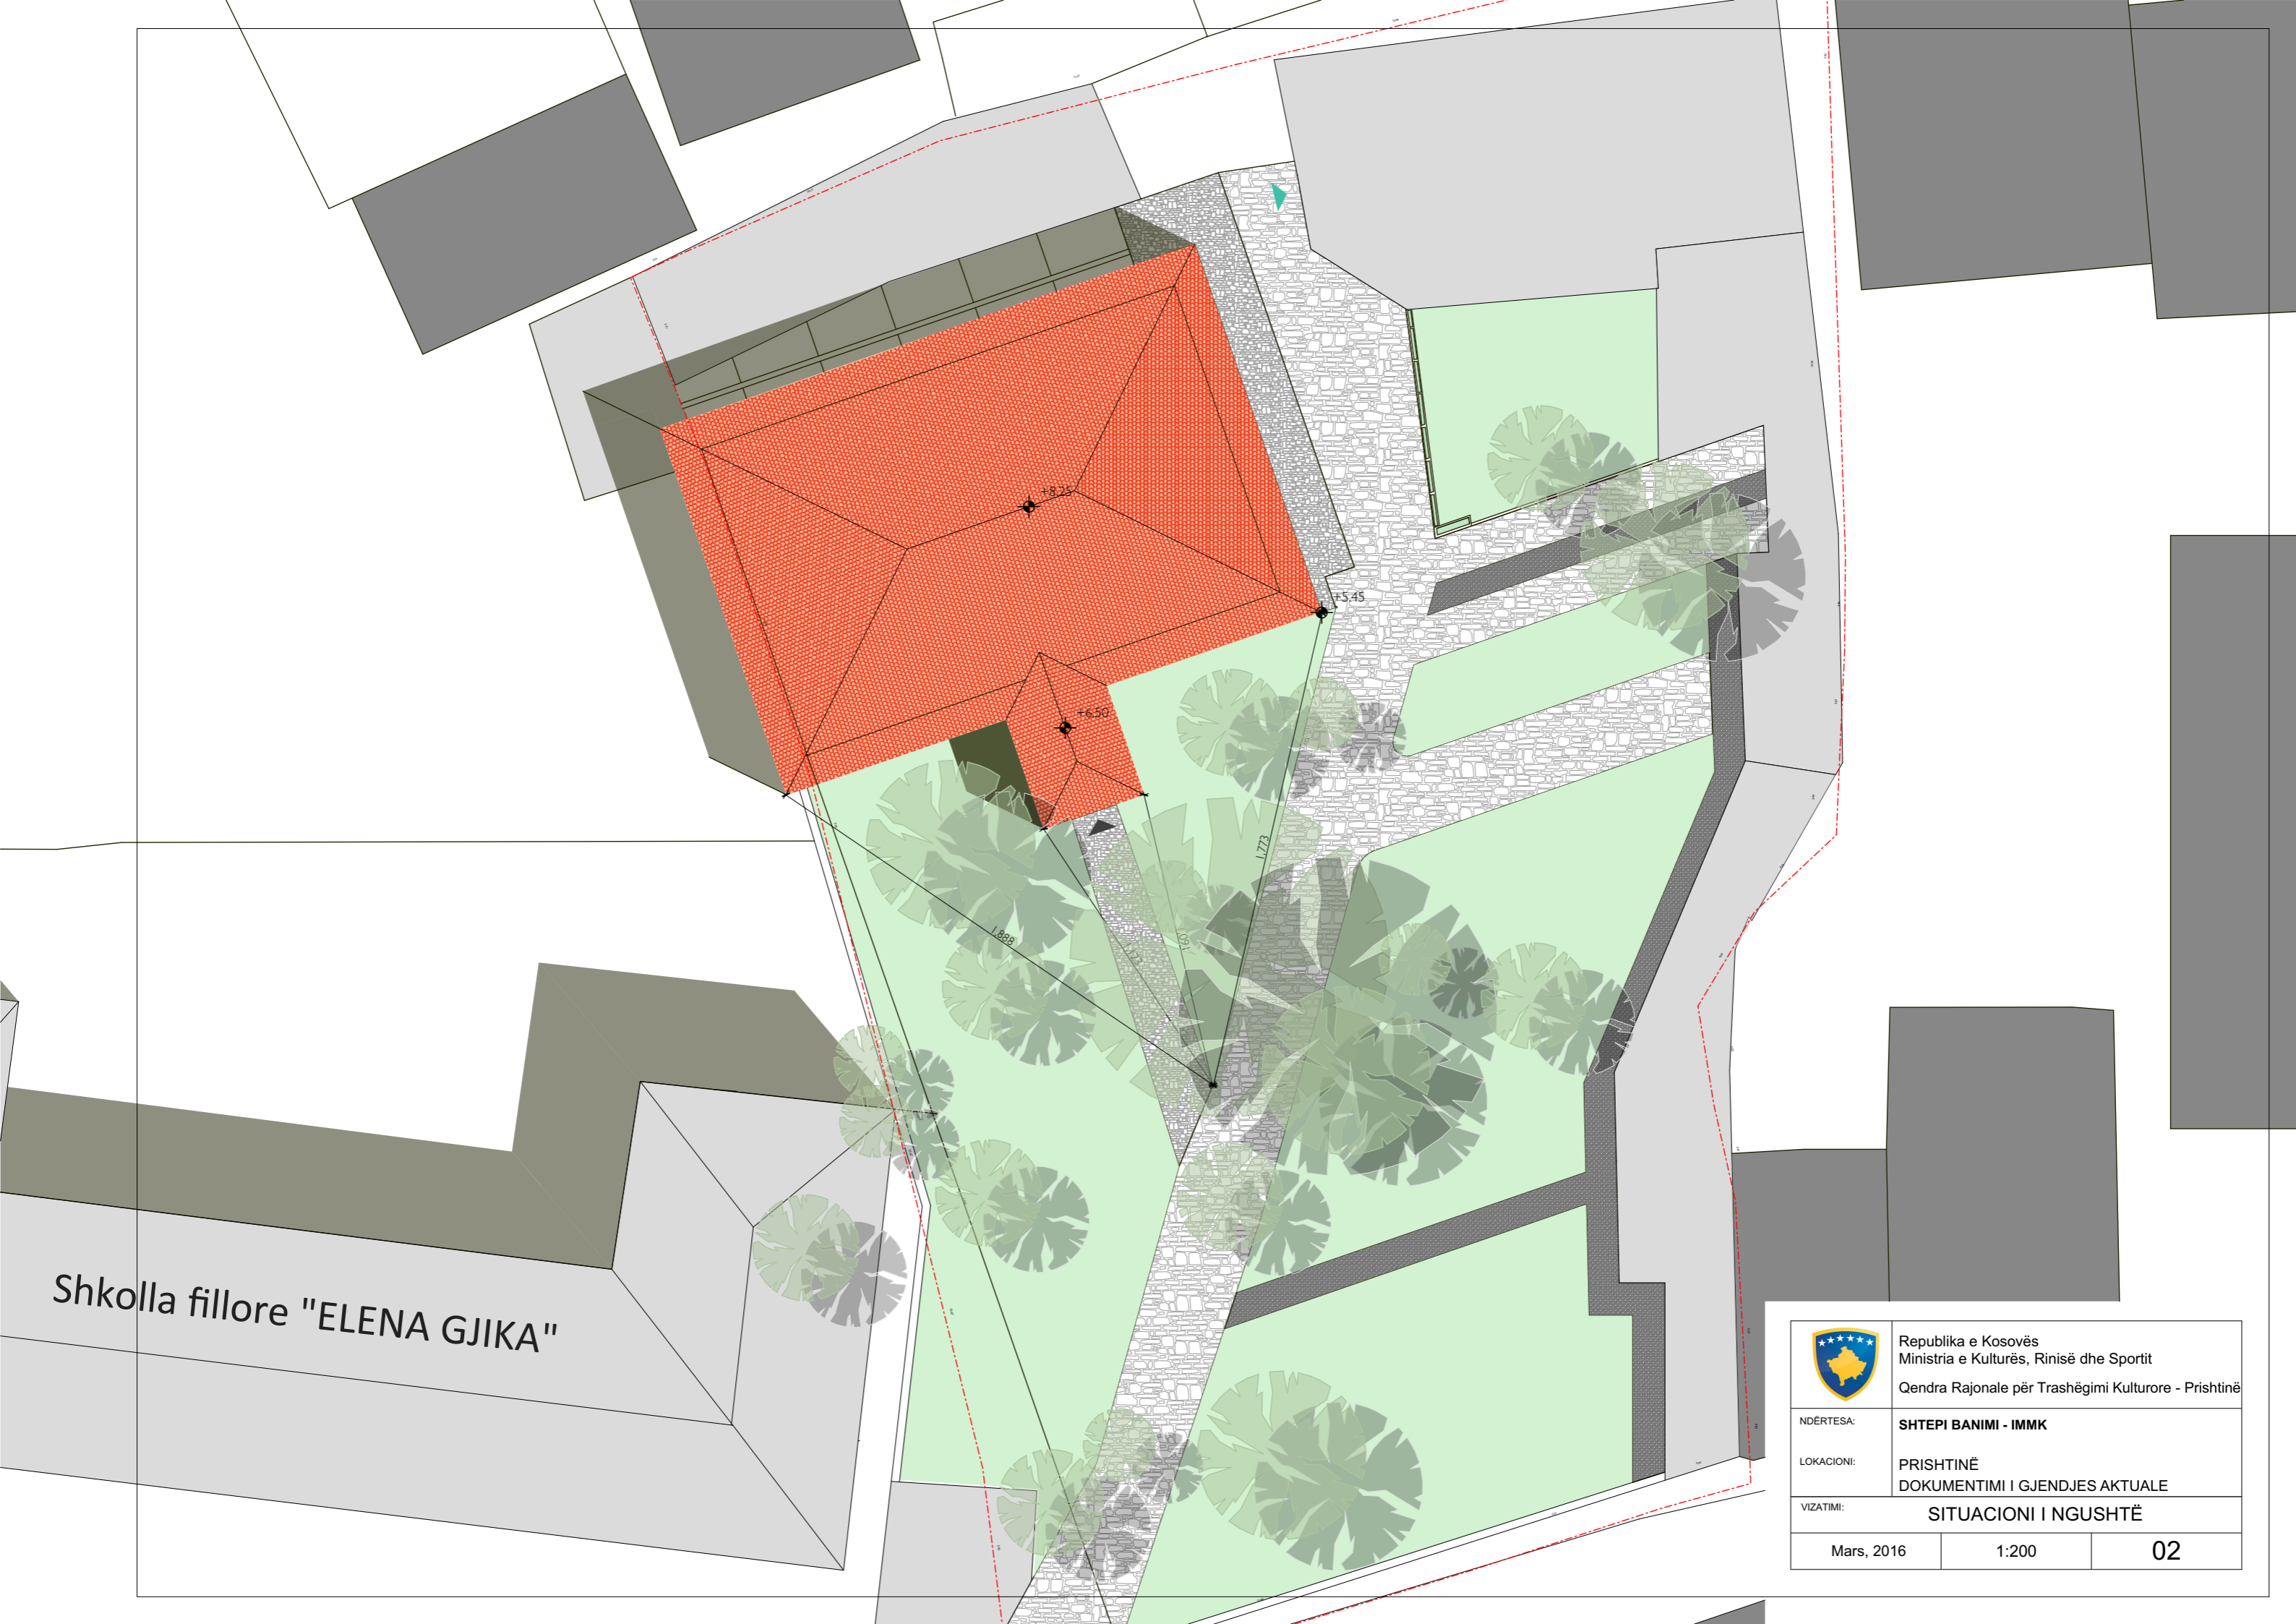 +8.25
+5.45
+6.50
1,773
1,888
Shkolla fillore "ELENA GJIKA"
Republika e Kosovës
Ministria e Kulturës, Rinisë dhe Sportit
Qendra Rajonale për Trashëgimi Kulturore - Prishtinë
NDËRTESA: SHTEPI BANIMI - IMMK
LOKACIONI: PRISHTINË
DOKUMENTIMI I GJENDJES AKTUALE
VIZATIMI: SITUACIONI I NGUSHTË
Mars, 2016 1:200 02